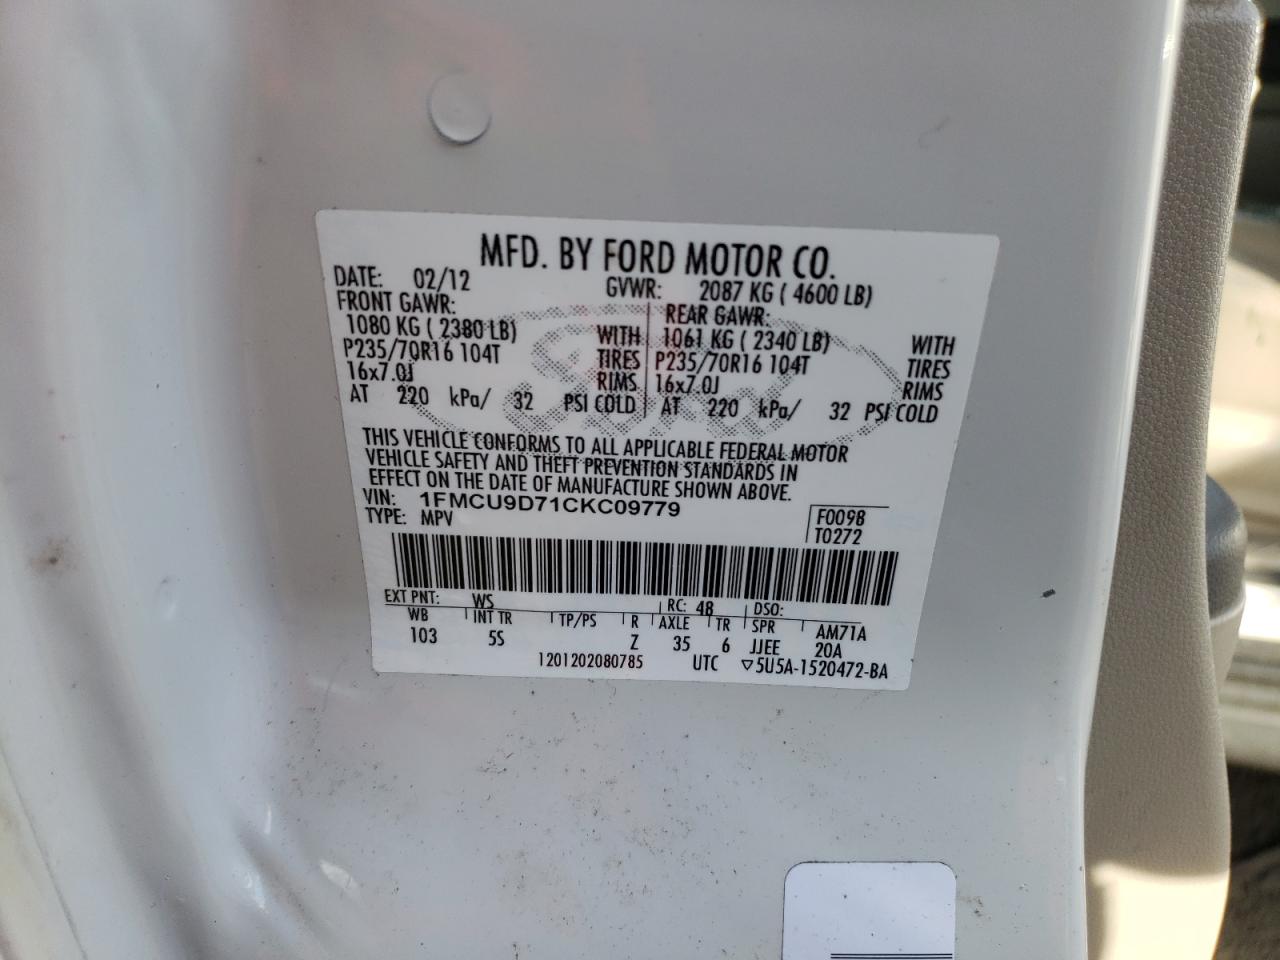 MFD. BY FORD MOTOR CO.
DATE: 02/12 GVWR: 2087 KG ( 4600 LB)
FRONT GAWR: REAR GAWR:
1080 KG ( 2380 LB) WITH 1061 KG ( 2340 LB) WITH
P235/70R16 104T TIRES P235/70R16 104T TIRES
16x7.0J RIMS 16x7.0J RIMS
AT 220 kPa/ 32 PSI COLD AT 220 kPa/ 32 PSI COLD
THIS VEHICLE CONFORMS TO ALL APPLICABLE FEDERAL MOTOR
VEHICLE SAFETY AND THEFT PREVENTION STANDARDS IN
EFFECT ON THE DATE OF MANUFACTURE SHOWN ABOVE.
VIN: 1FMCU9D71CKC09779 F0098
TYPE: MPV T0272
EXT PNT: WS RC: 48 DSO:
WB INT TR TP/PS R AXLE TR SPR AM71A
103 5S Z 35 6 JJEE 20A
1201202080785 UTC ▽5U5A-1520472-BA
Ford